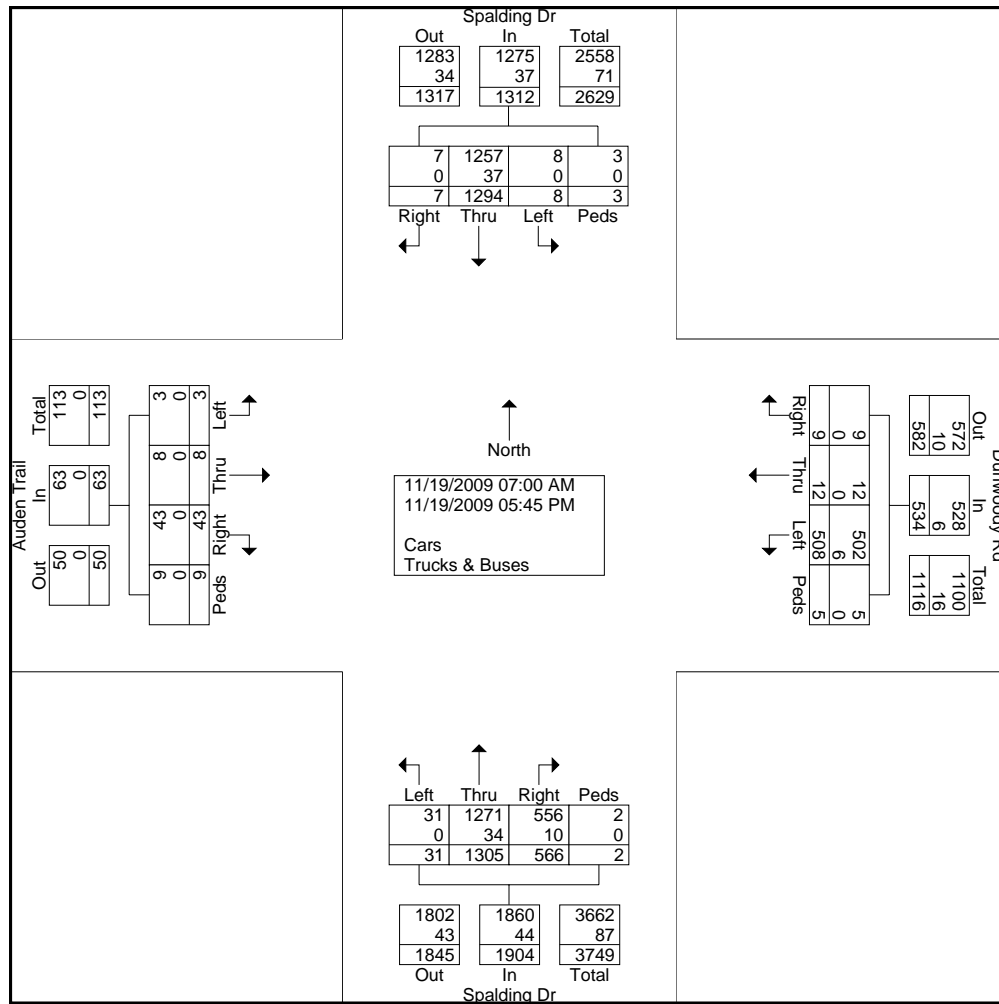 Spalding Dr
Out In Total
1283 1275 2558
34 37 71
1317 1312 2629
7 1257 8 3
0 37 0 0
7 1294 8 3
Right Thru Left Peds
Auden Trail
Total In Out
113 63 50
0 0 0
113 63 50
3 8 43 9
0 0 0 0
3 8 43 9
Left Thru Right Peds
North
11/19/2009 07:00 AM
11/19/2009 05:45 PM
Cars
Trucks & Buses
Right Thru Left Peds
9 12 502 5
0 0 6 0
9 12 508 5
Out In Total
572 528 1100
10 6 16
582 534 1116
Left Thru Right Peds
31 1271 556 2
0 34 10 0
31 1305 566 2
1802 1860 3662
43 44 87
1845 1904 3749
Out In Total
Spalding Dr